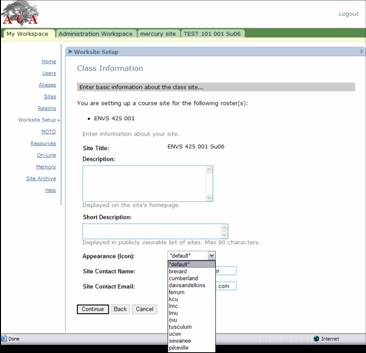 ACA
Logout
My Workspace
Administration Workspace
mercury site
TEST 101 001 Su06
Worksite Setup
?
Home
Users
Aliases
Sites
Realms
Worksite Setup
MOTD
Resources
On-Line
Memory
Site Archive
Help
Class Information
Enter basic information about the class site...
You are setting up a course site for the following roster(s):
• ENVS 425 001
Enter information about your site.
Site Title: ENVS 425 001 Su06
Description:
Displayed on the site's homepage.
Short Description:
Displayed in publicly viewable list of sites. Max 80 characters.
Appearance (Icon): "default"
"default"
brevard
cumberland
davisandelkins
ferrum
kcu
lmc
lmu
ovu
tusculum
ucwv
sewanee
pikeville
Site Contact Name:
Site Contact Email: .com
Continue
Back
Cancel
Done
Internet